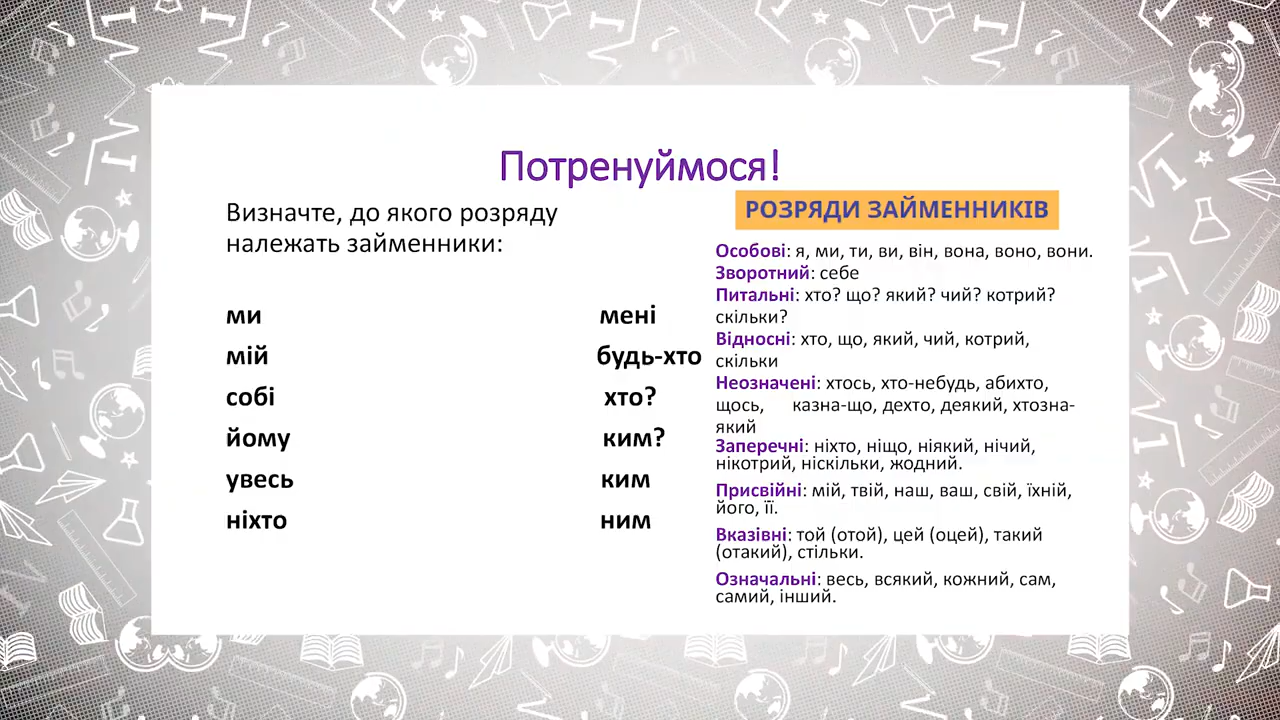 Потренуймося!
Визначте, до якого розряду
належать займенники:
ми
мій
собі
йому
увесь
ніхто
мені
будь-хто
хто?
ким?
ким
ним
РОЗРЯДИ ЗАЙМЕННИКІВ
Особові: я, ми, ти, ви, він, вона, воно, вони.
Зворотний: себе
Питальні: хто? що? який? чий? котрий?
скільки?
Відносні: хто, що, який, чий, котрий,
скільки
Неозначені: хтось, хто-небудь, абихто,
щось, казна-що, дехто, деякий, хтозна-
який
Заперечні: ніхто, ніщо, ніякий, нічий,
нікотрий, ніскільки, жодний.
Присвійні: мій, твій, наш, ваш, свій, їхній,
його, її.
Вказівні: той (отой), цей (оцей), такий
(отакий), стільки.
Означальні: весь, всякий, кожний, сам,
самий, інший.